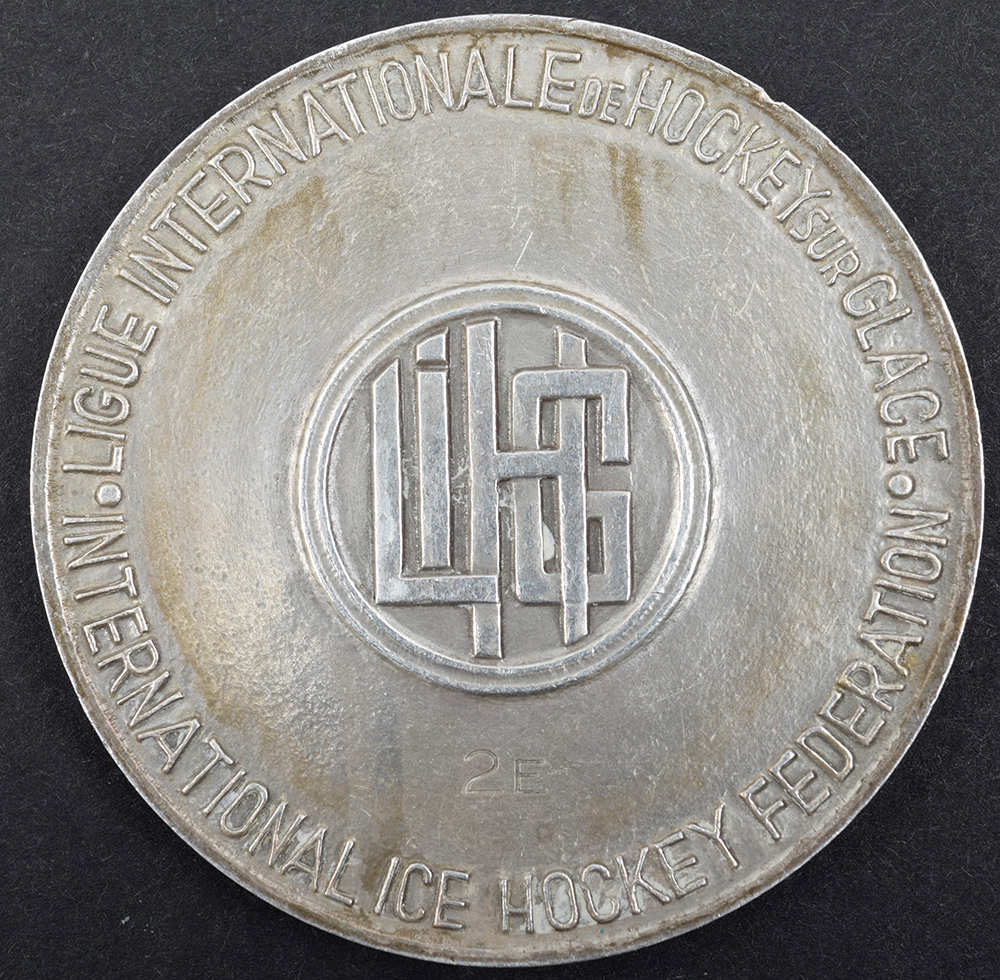 LIGUE INTERNATIONALE DE HOCKEY SUR GLACE.
INTERNATIONAL ICE HOCKEY FEDERATION.
LIHG
2E